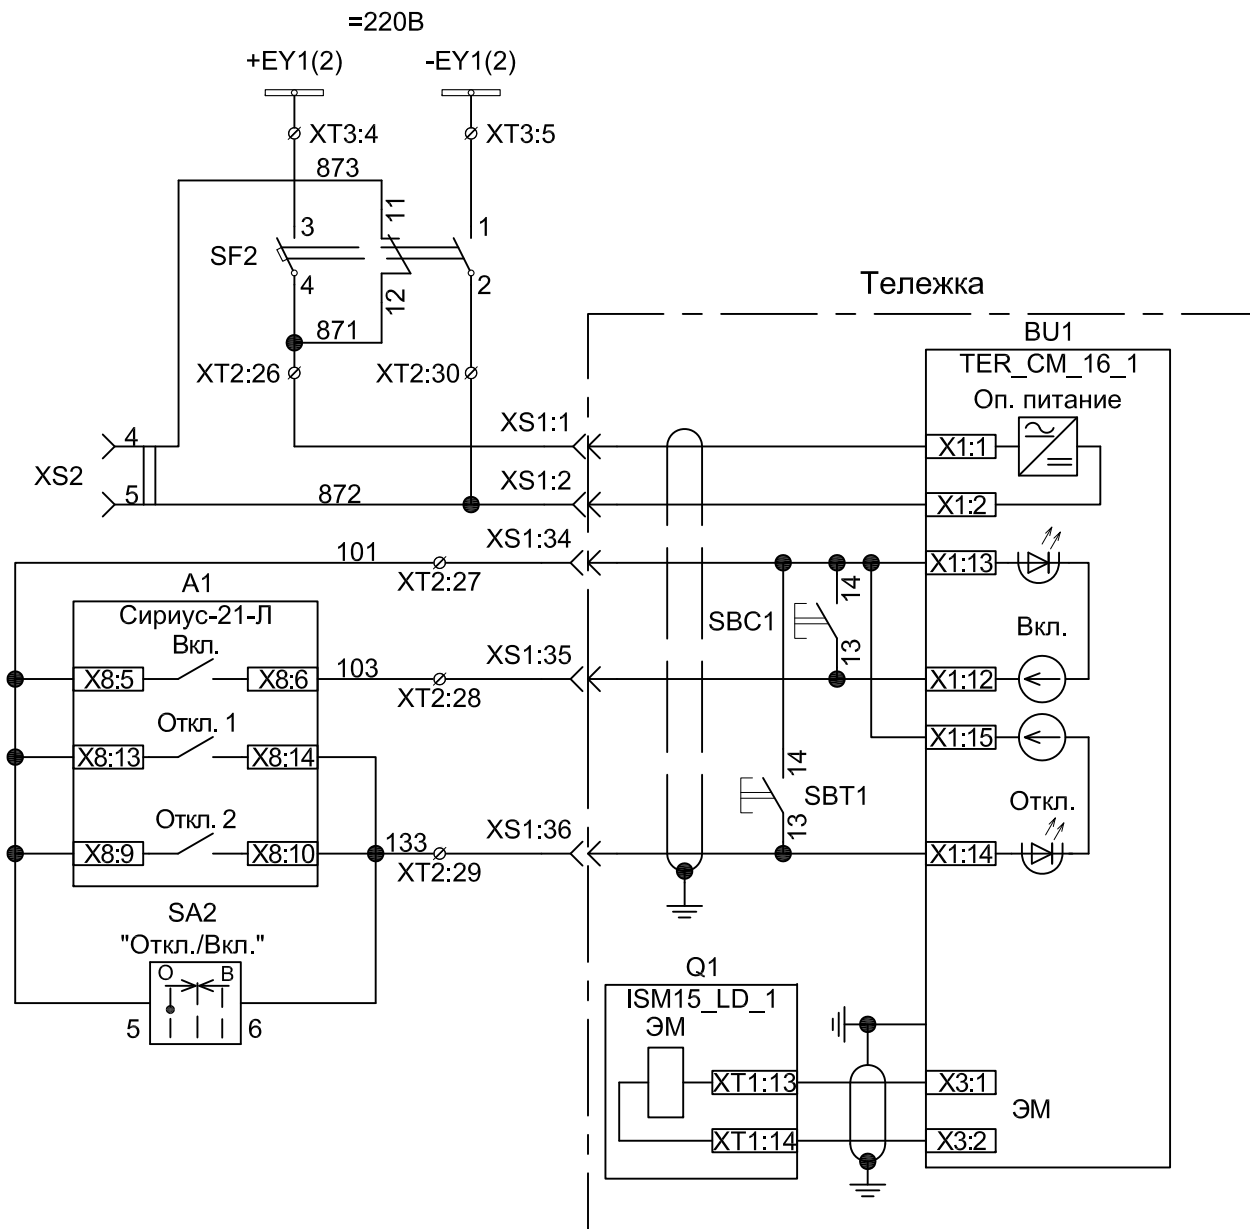 =220В
+EY1(2)
-EY1(2)
XT3:4
XT3:5
873
11
3
1
SF2
4
12
2
871
XT2:26
XT2:30
Тележка
BU1
TER_CM_16_1
Оп. питание
XS1:1
X1:1
4
XS2
5
872
XS1:2
X1:2
101
XT2:27
XS1:34
X1:13
A1
Сириус-21-Л
Вкл.
X8:5
X8:6
103
XT2:28
XS1:35
SBC1
14
13
Вкл.
X1:12
Откл. 1
X8:13
X8:14
X1:15
14
SBT1
13
Откл.
Откл. 2
X8:9
X8:10
133
XT2:29
XS1:36
X1:14
SA2
"Откл./Вкл."
О
В
5
6
Q1
ISM15_LD_1
ЭМ
XT1:13
X3:1
ЭМ
XT1:14
X3:2